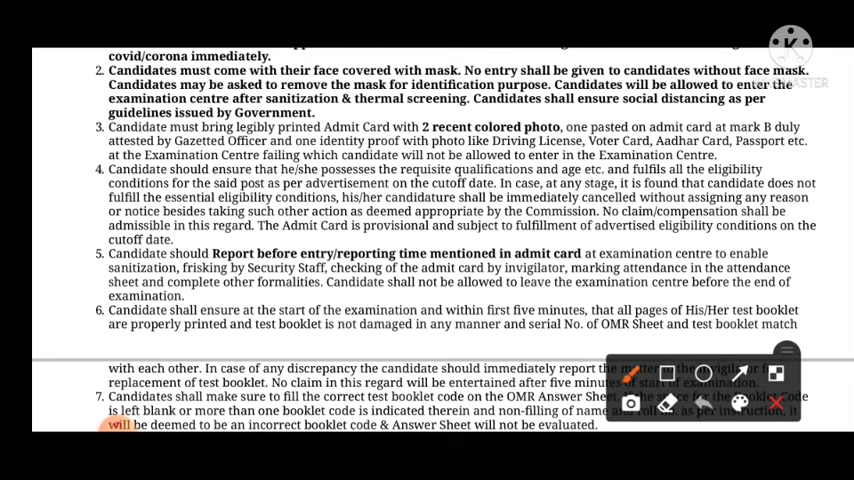 covid/corona immediately.
2. Candidates must come with their face covered with mask. No entry shall be given to candidates without face mask.
Candidates may be asked to remove the mask for identification purpose. Candidates will be allowed to enter the
examination centre after sanitization & thermal screening. Candidates shall ensure social distancing as per
guidelines issued by Government.
3. Candidate must bring legibly printed Admit Card with 2 recent colored photo, one pasted on admit card at mark B duly
attested by Gazetted Officer and one identity proof with photo like Driving License, Voter Card, Aadhar Card, Passport etc.
at the Examination Centre failing which candidate will not be allowed to enter in the Examination Centre.
4. Candidate should ensure that he/she possesses the requisite qualifications and age etc. and fulfils all the eligibility
conditions for the said post as per advertisement on the cutoff date. In case, at any stage, it is found that candidate does not
fulfill the essential eligibility conditions, his/her candidature shall be immediately cancelled without assigning any reason
or notice besides taking such other action as deemed appropriate by the Commission. No claim/compensation shall be
admissible in this regard. The Admit Card is provisional and subject to fulfillment of advertised eligibility conditions on the
cutoff date.
5. Candidate should Report before entry/reporting time mentioned in admit card at examination centre to enable
sanitization, frisking by Security Staff, checking of the admit card by invigilator, marking attendance in the attendance
sheet and complete other formalities. Candidate shall not be allowed to leave the examination centre before the end of
examination.
6. Candidate shall ensure at the start of the examination and within first five minutes, that all pages of His/Her test booklet
are properly printed and test booklet is not damaged in any manner and serial No. of OMR Sheet and test booklet match
with each other. In case of any discrepancy the candidate should immediately report the
replacement of test booklet. No claim in this regard will be entertained after five minutes of start of examination.
7. Candidates shall make sure to fill the correct test booklet code on the OMR Answer Sheet. Code
is left blank or more than one booklet code is indicated therein and non-filling of name and roll no. as per instruction, it
will be deemed to be an incorrect booklet code & Answer Sheet will not be evaluated.